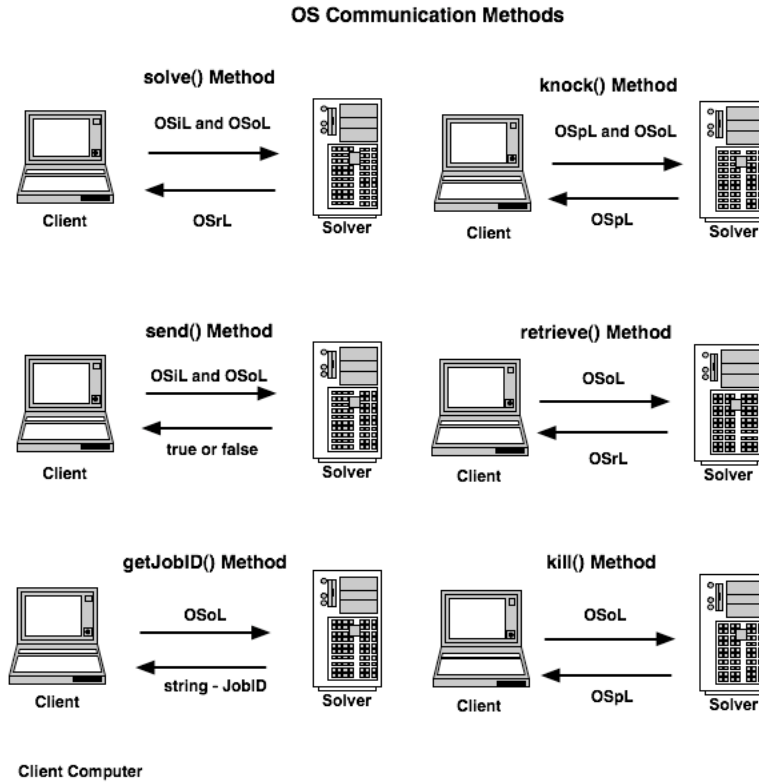 OS Communication Methods
solve() Method
OSiL and OSoL
OSrL
Client
Solver
knock() Method
OSpL and OSoL
OSpL
Client
Solver
send() Method
OSiL and OSoL
true or false
Client
Solver
retrieve() Method
OSoL
OSrL
Client
Solver
getJobID() Method
OSoL
string - JobID
Client
Solver
kill() Method
OSoL
OSpL
Client
Solver
Client Computer